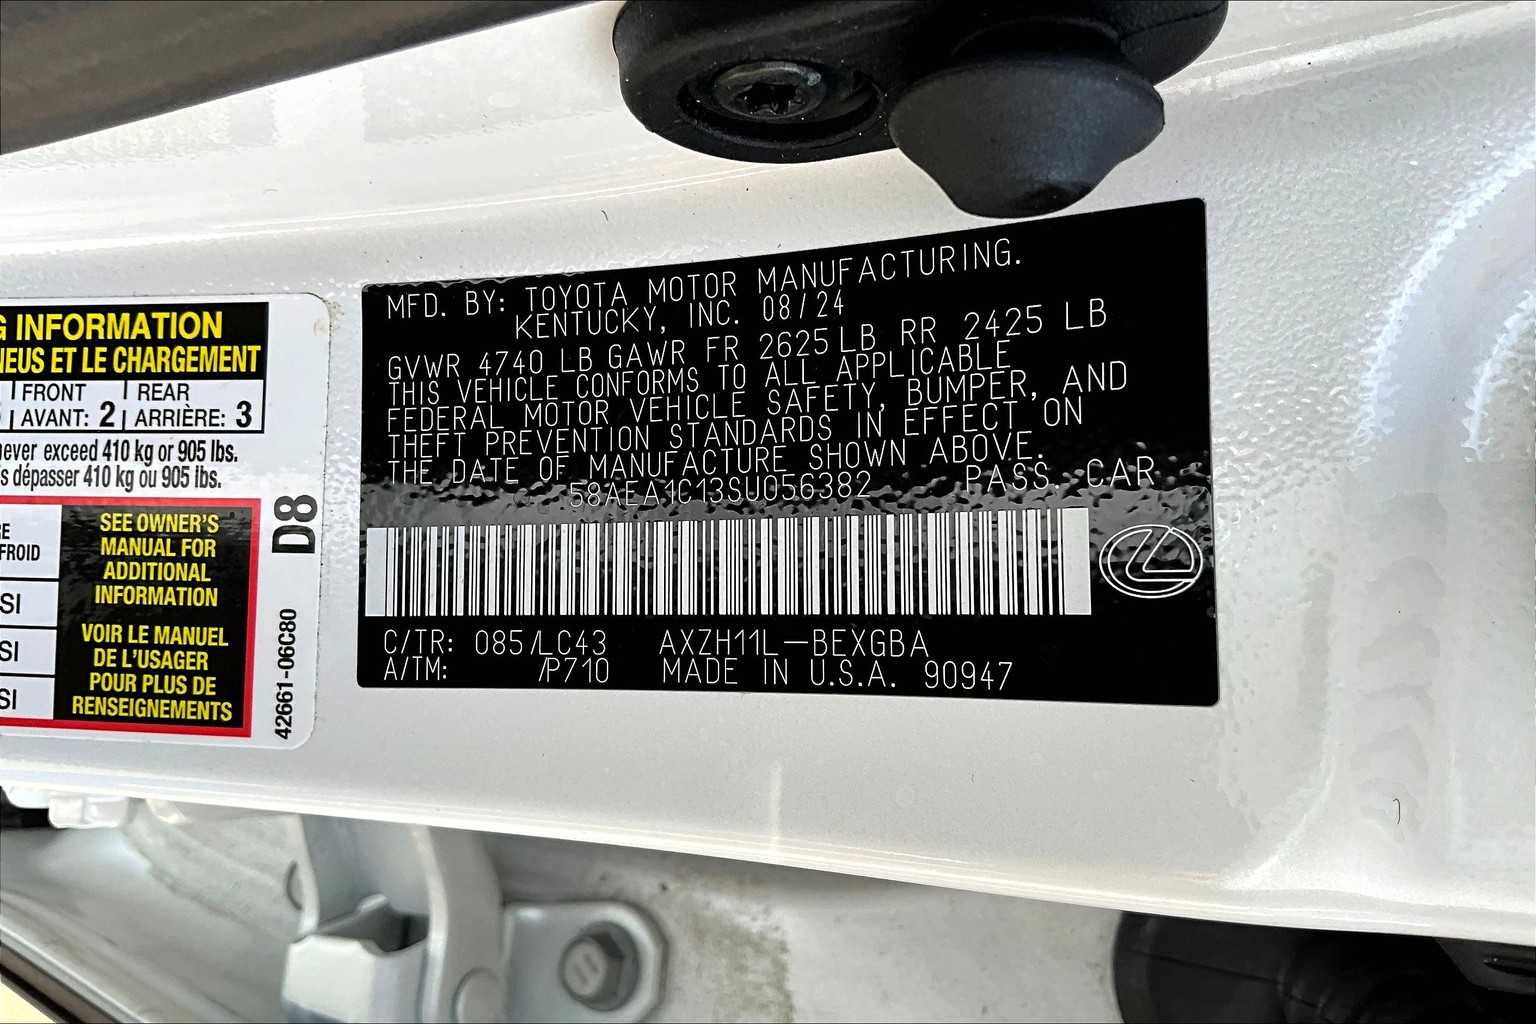 G INFORMATION
NEUS ET LE CHARGEMENT
FRONT | REAR
AVANT: 2 | ARRIÈRE: 3
never exceed 410 kg or 905 lbs.
s dépasser 410 kg ou 905 lbs.
RE
FROID
SI
SI
SI
SEE OWNER'S
MANUAL FOR
ADDITIONAL
INFORMATION
VOIR LE MANUEL
DE L'USAGER
POUR PLUS DE
RENSEIGNEMENTS
D8
42661-06C80
MFD. BY: TOYOTA MOTOR MANUFACTURING.
KENTUCKY, INC. 08/24
GVWR 4740 LB GAWR FR 2625 LB RR 2425 LB
THIS VEHICLE CONFORMS TO ALL APPLICABLE
FEDERAL MOTOR VEHICLE SAFETY, BUMPER, AND
THEFT PREVENTION STANDARDS IN EFFECT ON
THE DATE OF MANUFACTURE SHOWN ABOVE.
58AEA1C13SU056382 PASS. CAR
C/TR: 085/LC43 AXZH11L-BEXGBA
A/TM: /P710 MADE IN U.S.A. 90947